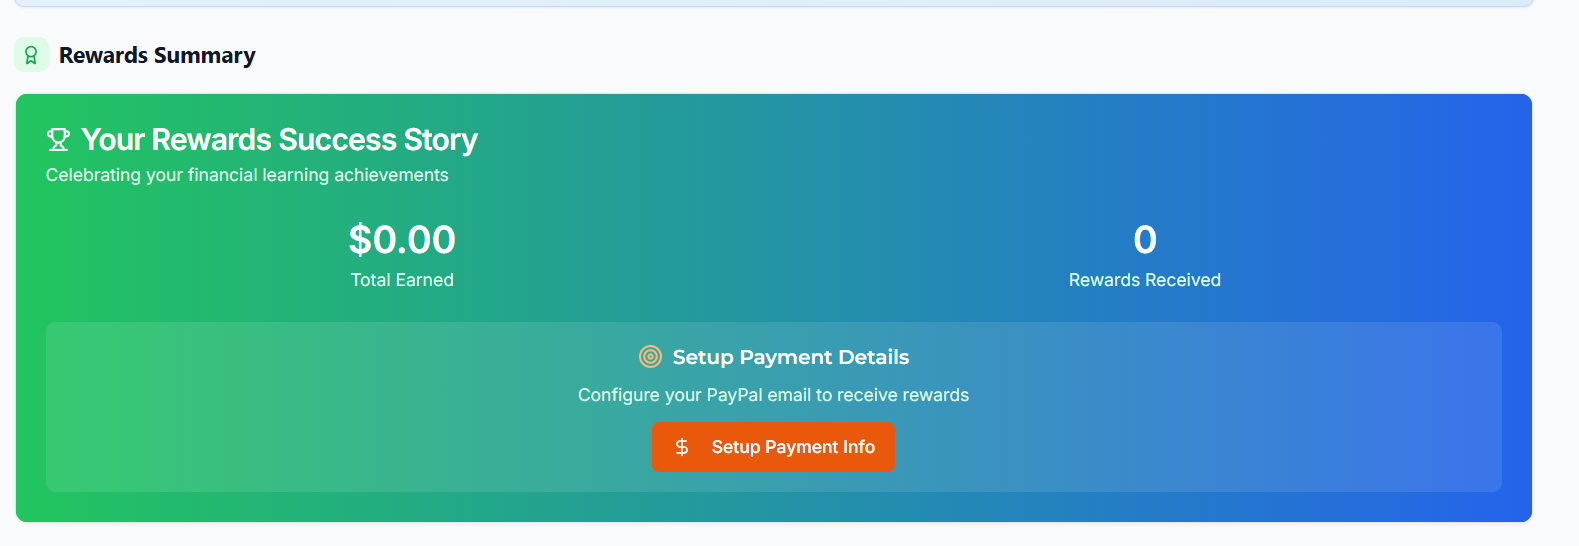 Rewards Summary
Your Rewards Success Story
Celebrating your financial learning achievements
$0.00
Total Earned
0
Rewards Received
Setup Payment Details
Configure your PayPal email to receive rewards
Setup Payment Info